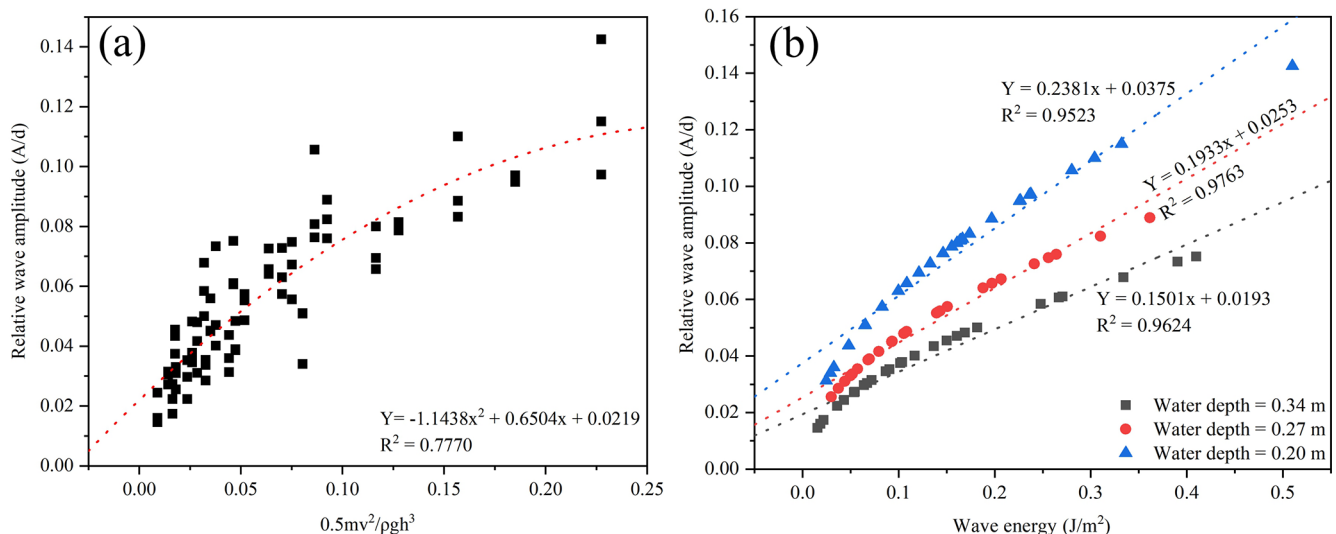 (a)
Relative wave amplitude (A/d)
0.14
0.12
0.10
0.08
0.06
0.04
0.02
0.00
Y= -1.1438x² + 0.6504x + 0.0219
R² = 0.7770
0.00 0.05 0.10 0.15 0.20 0.25
0.5mv²/ρgh³
(b)
Relative wave amplitude (A/d)
0.16
0.14
0.12
0.10
0.08
0.06
0.04
0.02
0.00
Y = 0.2381x + 0.0375
R² = 0.9523
Y = 0.1933x + 0.0253
R² = 0.9763
Y = 0.1501x + 0.0193
R² = 0.9624
Water depth = 0.34 m
Water depth = 0.27 m
Water depth = 0.20 m
0.0 0.1 0.2 0.3 0.4 0.5
Wave energy (J/m²)